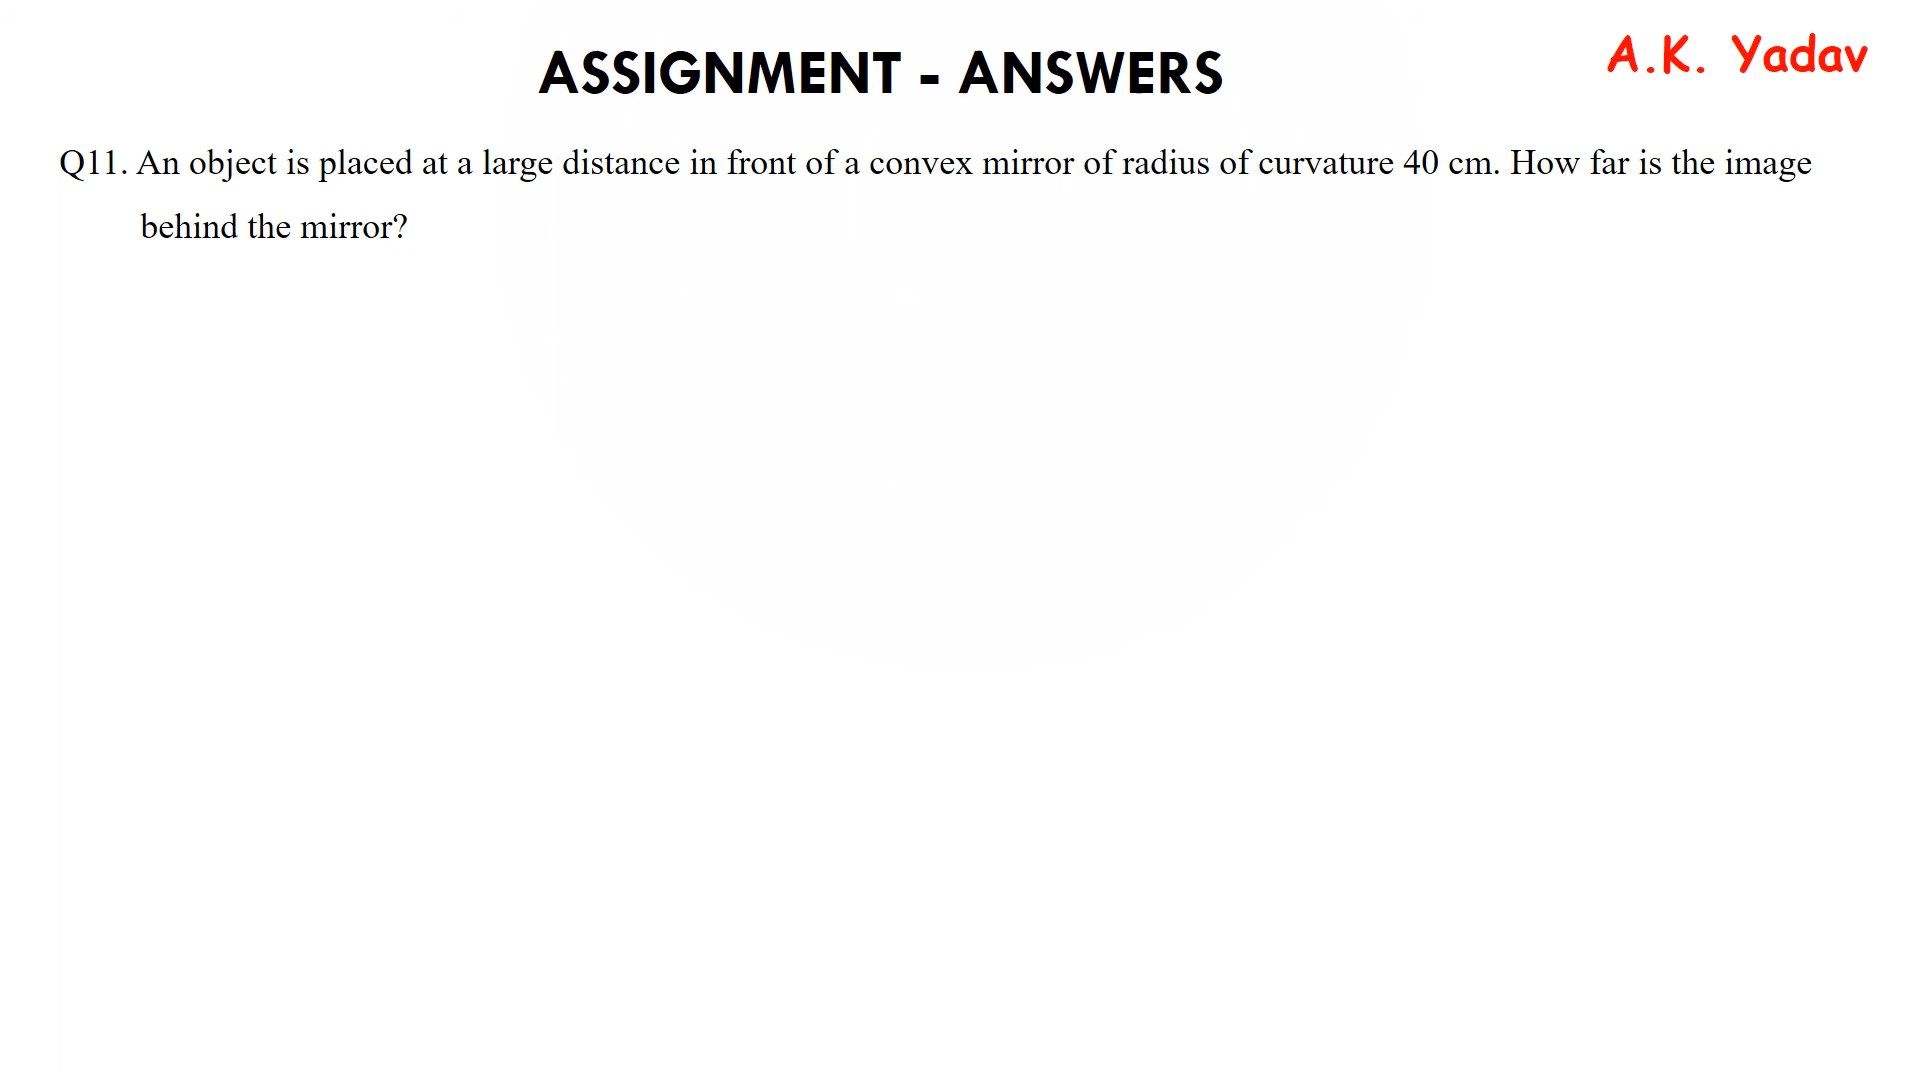 ASSIGNMENT - ANSWERS
A.K. Yadav
Q11. An object is placed at a large distance in front of a convex mirror of radius of curvature 40 cm. How far is the image
behind the mirror?